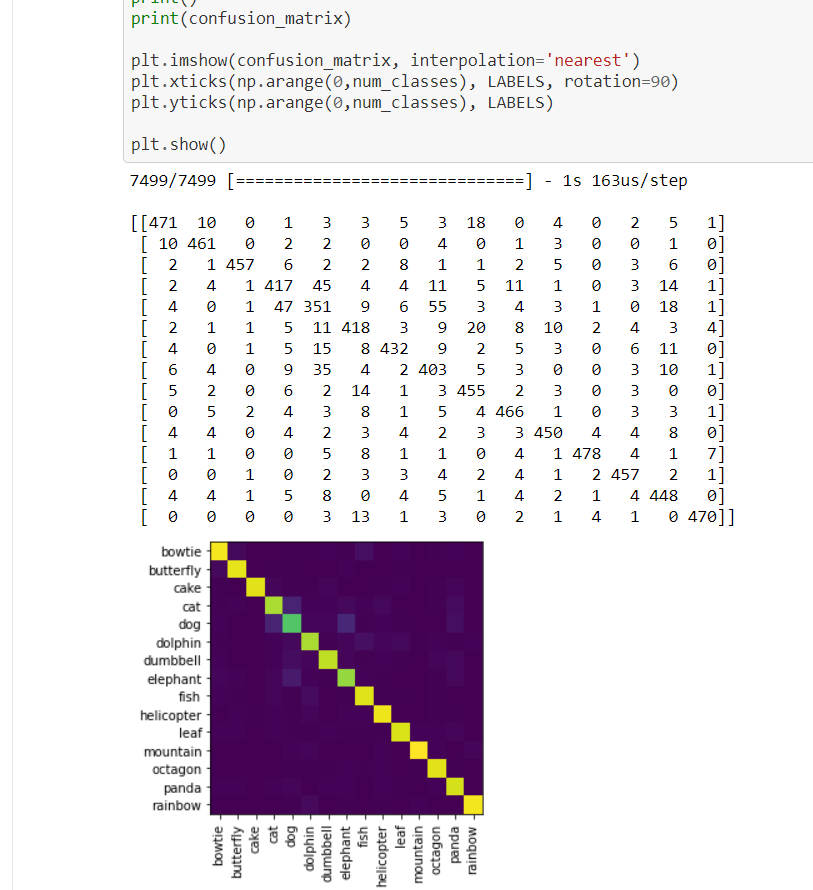 print()
print(confusion_matrix)
plt.imshow(confusion_matrix, interpolation='nearest')
plt.xticks(np.arange(0,num_classes), LABELS, rotation=90)
plt.yticks(np.arange(0,num_classes), LABELS)
plt.show()
7499/7499 [==============================] - 1s 163us/step
[[471 10 0 1 3 3 5 3 18 0 4 0 2 5 1]
[ 10 461 0 2 2 0 0 4 0 1 3 0 0 1 0]
[ 2 1 457 6 2 2 8 1 1 2 5 0 3 6 0]
[ 2 4 1 417 45 4 4 11 5 11 1 0 3 14 1]
[ 4 0 1 47 351 9 6 55 3 4 3 1 0 18 1]
[ 2 1 1 5 11 418 3 9 20 8 10 2 4 3 4]
[ 4 0 1 5 15 8 432 9 2 5 3 0 6 11 0]
[ 6 4 0 9 35 4 2 403 5 3 0 0 3 10 1]
[ 5 2 0 6 2 14 1 3 455 2 3 0 3 0 0]
[ 0 5 2 4 3 8 1 5 4 466 1 0 3 3 1]
[ 4 4 0 4 2 3 4 2 3 3 450 4 4 8 0]
[ 1 1 0 0 5 8 1 1 0 4 1 478 4 1 7]
[ 0 0 1 0 2 3 3 4 2 4 1 2 457 2 1]
[ 4 4 1 5 8 0 4 5 1 4 2 1 4 448 0]
[ 0 0 0 0 3 13 1 3 0 2 1 4 1 0 470]]
bowtie
butterfly
cake
cat
dog
dolphin
dumbbell
elephant
fish
helicopter
leaf
mountain
octagon
panda
rainbow
bowtie
butterfly
cake
cat
dog
dolphin
dumbbell
elephant
fish
helicopter
leaf
mountain
octagon
panda
rainbow